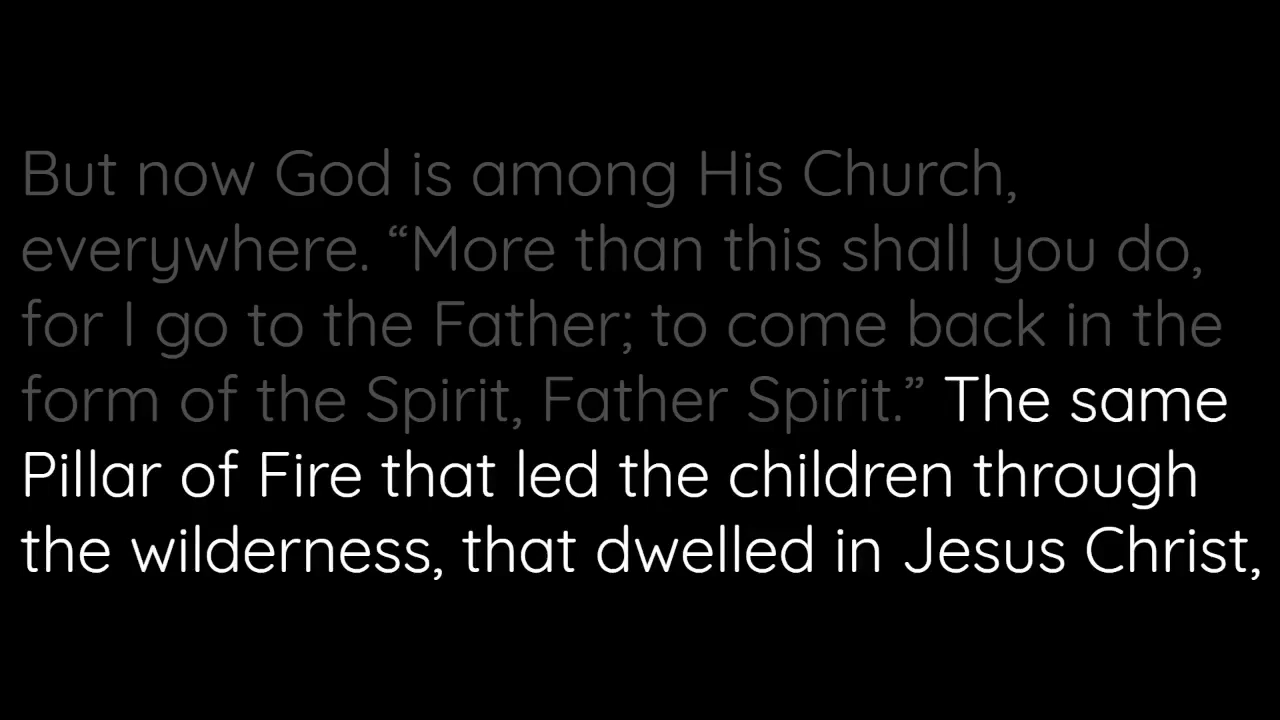 But now God is among His Church,
everywhere. “More than this shall you do,
for I go to the Father; to come back in the
form of the Spirit, Father Spirit.” The same
Pillar of Fire that led the children through
the wilderness, that dwelled in Jesus Christ,